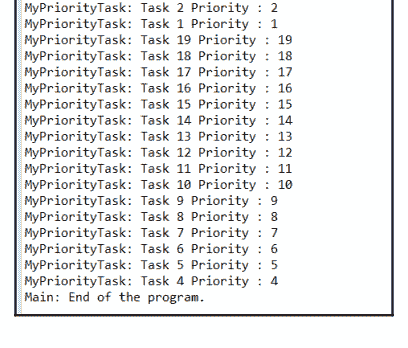 MyPriorityTask: Task 2 Priority : 2
MyPriorityTask: Task 1 Priority : 1
MyPriorityTask: Task 19 Priority : 19
MyPriorityTask: Task 18 Priority : 18
MyPriorityTask: Task 17 Priority : 17
MyPriorityTask: Task 16 Priority : 16
MyPriorityTask: Task 15 Priority : 15
MyPriorityTask: Task 14 Priority : 14
MyPriorityTask: Task 13 Priority : 13
MyPriorityTask: Task 12 Priority : 12
MyPriorityTask: Task 11 Priority : 11
MyPriorityTask: Task 10 Priority : 10
MyPriorityTask: Task 9 Priority : 9
MyPriorityTask: Task 8 Priority : 8
MyPriorityTask: Task 7 Priority : 7
MyPriorityTask: Task 6 Priority : 6
MyPriorityTask: Task 5 Priority : 5
MyPriorityTask: Task 4 Priority : 4
Main: End of the program.